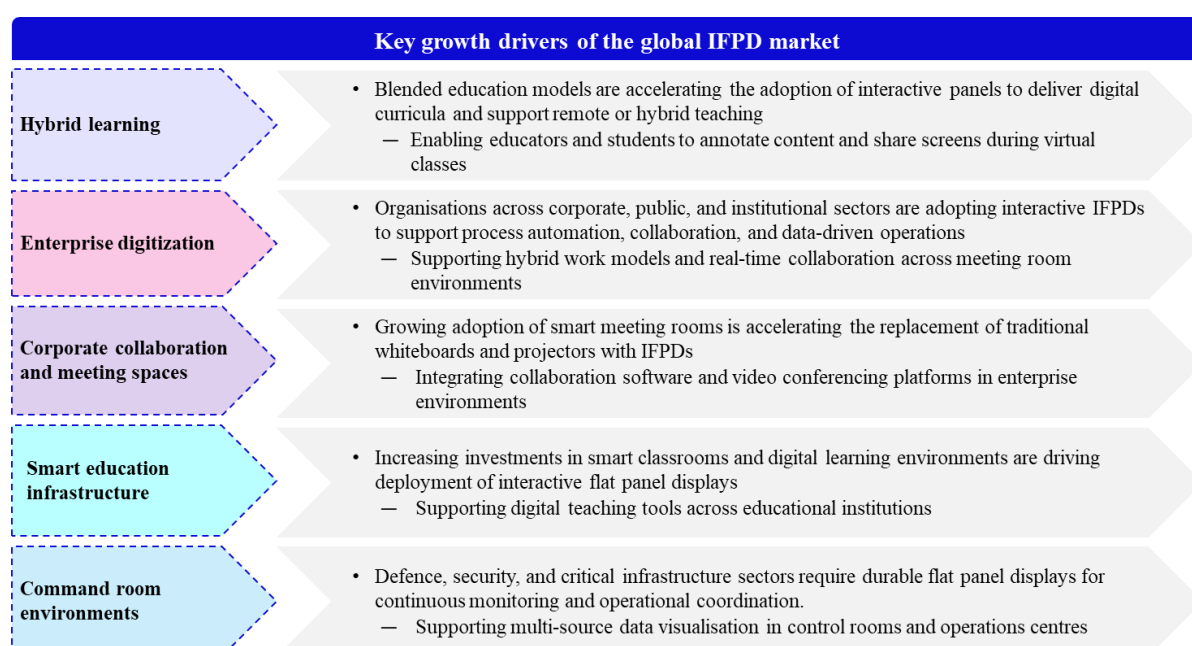 Key growth drivers of the global IFPD market
Hybrid learning
• Blended education models are accelerating the adoption of interactive panels to deliver digital
curricula and support remote or hybrid teaching
— Enabling educators and students to annotate content and share screens during virtual
classes
Enterprise digitization
• Organisations across corporate, public, and institutional sectors are adopting interactive IFPDs
to support process automation, collaboration, and data-driven operations
— Supporting hybrid work models and real-time collaboration across meeting room
environments
Corporate collaboration
and meeting spaces
• Growing adoption of smart meeting rooms is accelerating the replacement of traditional
whiteboards and projectors with IFPDs
— Integrating collaboration software and video conferencing platforms in enterprise
environments
Smart education
infrastructure
• Increasing investments in smart classrooms and digital learning environments are driving
deployment of interactive flat panel displays
— Supporting digital teaching tools across educational institutions
Command room
environments
• Defence, security, and critical infrastructure sectors require durable flat panel displays for
continuous monitoring and operational coordination.
— Supporting multi-source data visualisation in control rooms and operations centres